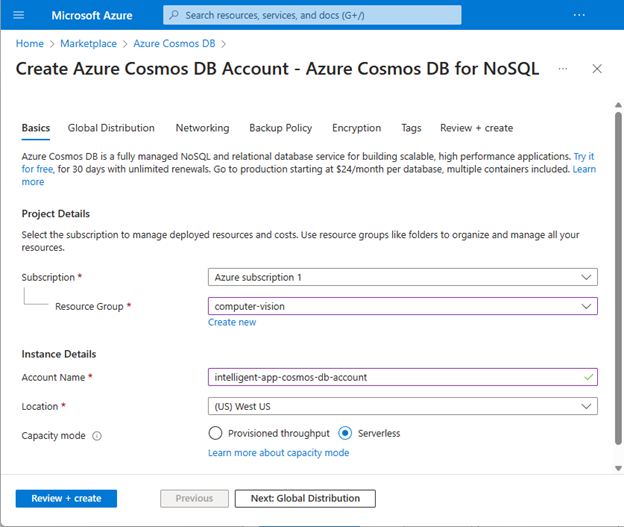 Microsoft Azure
Search resources, services, and docs (G+/)
Home > Marketplace > Azure Cosmos DB >
Create Azure Cosmos DB Account - Azure Cosmos DB for NoSQL
Basics Global Distribution Networking Backup Policy Encryption Tags Review + create
Azure Cosmos DB is a fully managed NoSQL and relational database service for building scalable, high performance applications. Try it
for free, for 30 days with unlimited renewals. Go to production starting at $24/month per database, multiple containers included. Learn
more
Project Details
Select the subscription to manage deployed resources and costs. Use resource groups like folders to organize and manage all your
resources.
Subscription * Azure subscription 1
Resource Group * computer-vision
Create new
Instance Details
Account Name * intelligent-app-cosmos-db-account
Location * (US) West US
Capacity mode Provisioned throughput Serverless
Learn more about capacity mode
Review + create Previous Next: Global Distribution